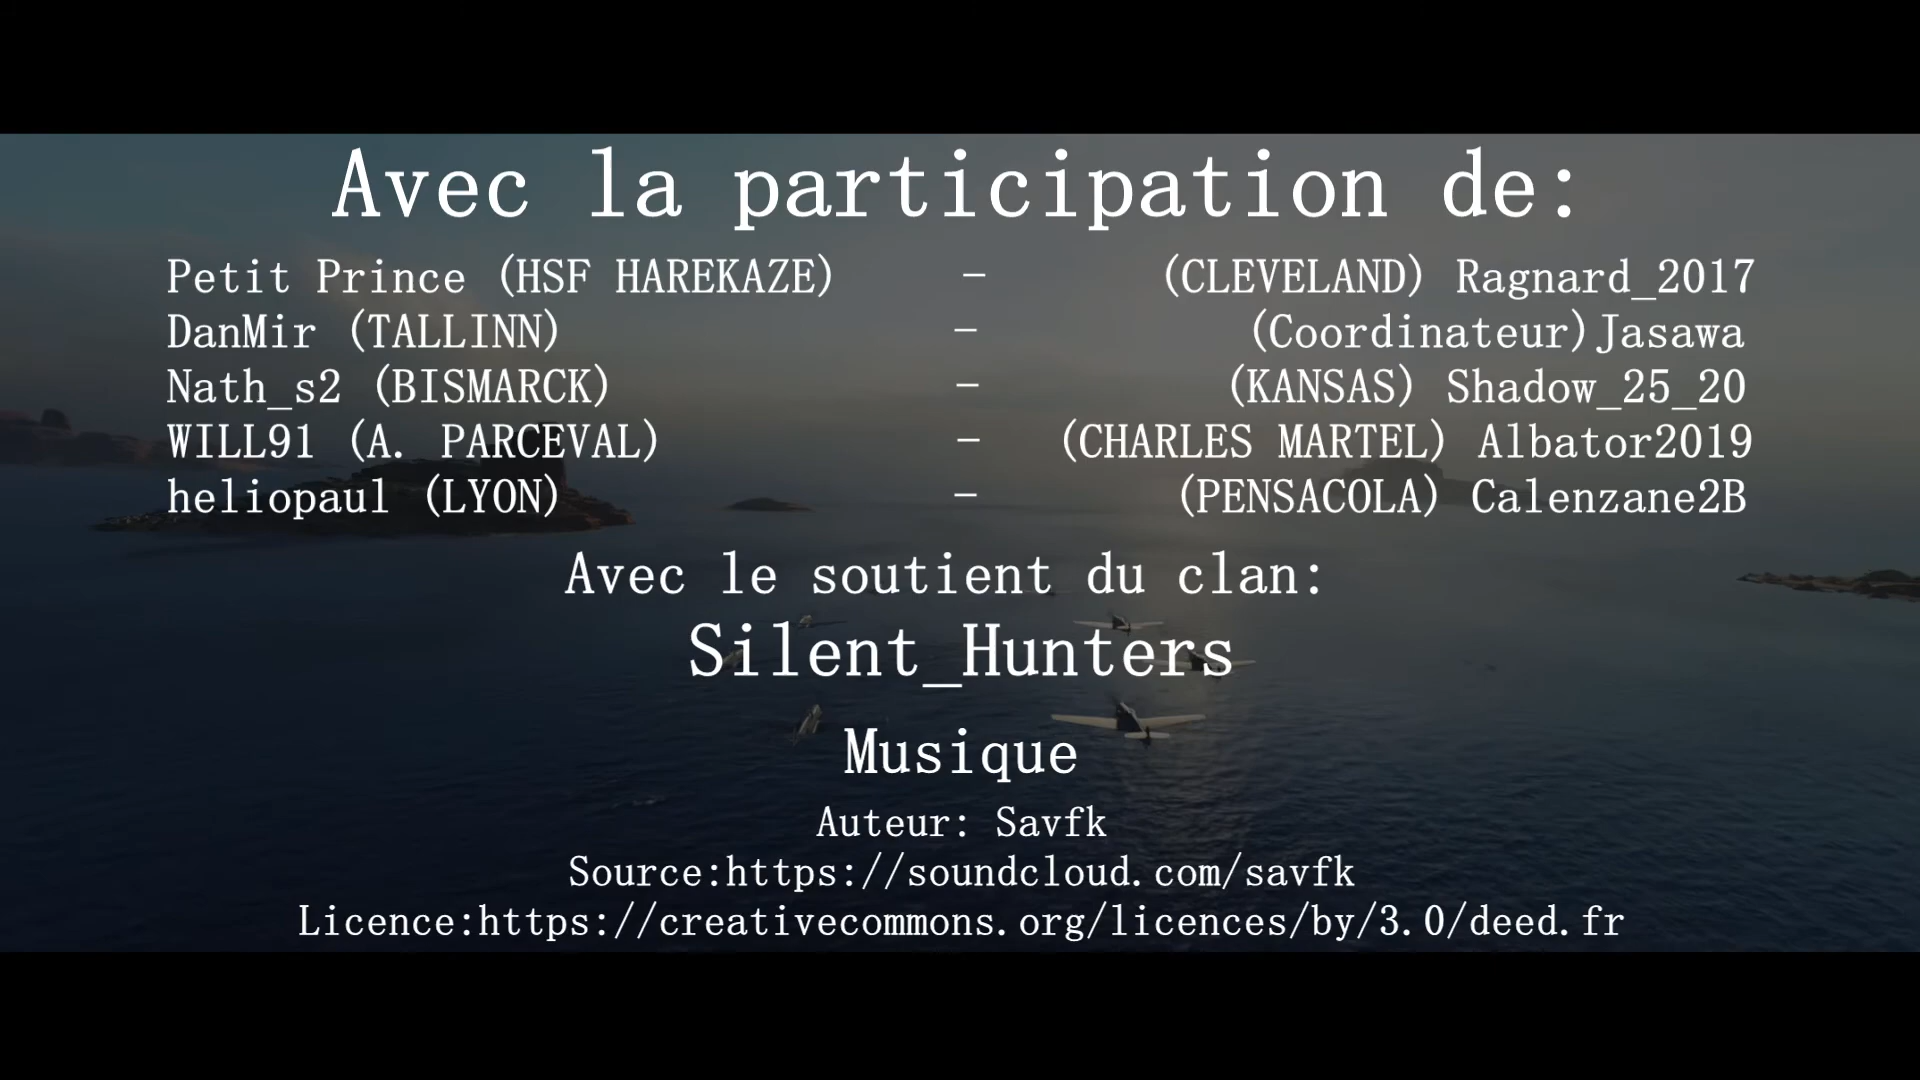 Avec la participation de:
Petit Prince (HSF HAREKAZE) - (CLEVELAND) Ragnard_2017
DanMir (TALLINN) - (Coordinateur)Jasawa
Nath_s2 (BISMARCK) - (KANSAS) Shadow_25_20
WILL91 (A. PARCEVAL) - (CHARLES MARTEL) Albator2019
heliopaul (LYON) - (PENSACOLA) Calenzane2B
Avec le soutient du clan:
Silent_Hunters
Musique
Auteur: Savfk
Source:https://soundcloud.com/savfk
Licence:https://creativecommons.org/licences/by/3.0/deed.fr